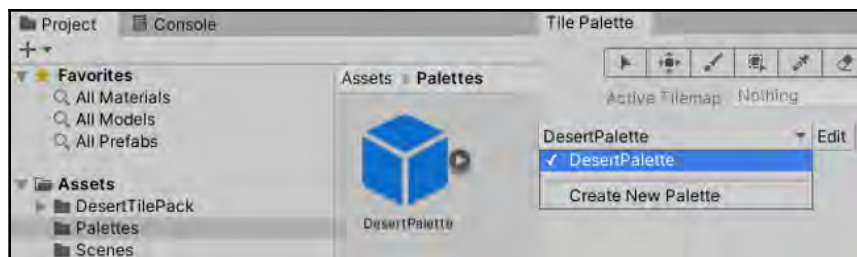 Project
Console
Tile Palette
Favorites
All Materials
All Models
All Prefabs
Assets
DesertTilePack
Palettes
Scenes
Assets
Palettes
DesertPalette
Active Tilemap Nothing
DesertPalette
Edit
✓ DesertPalette
Create New Palette